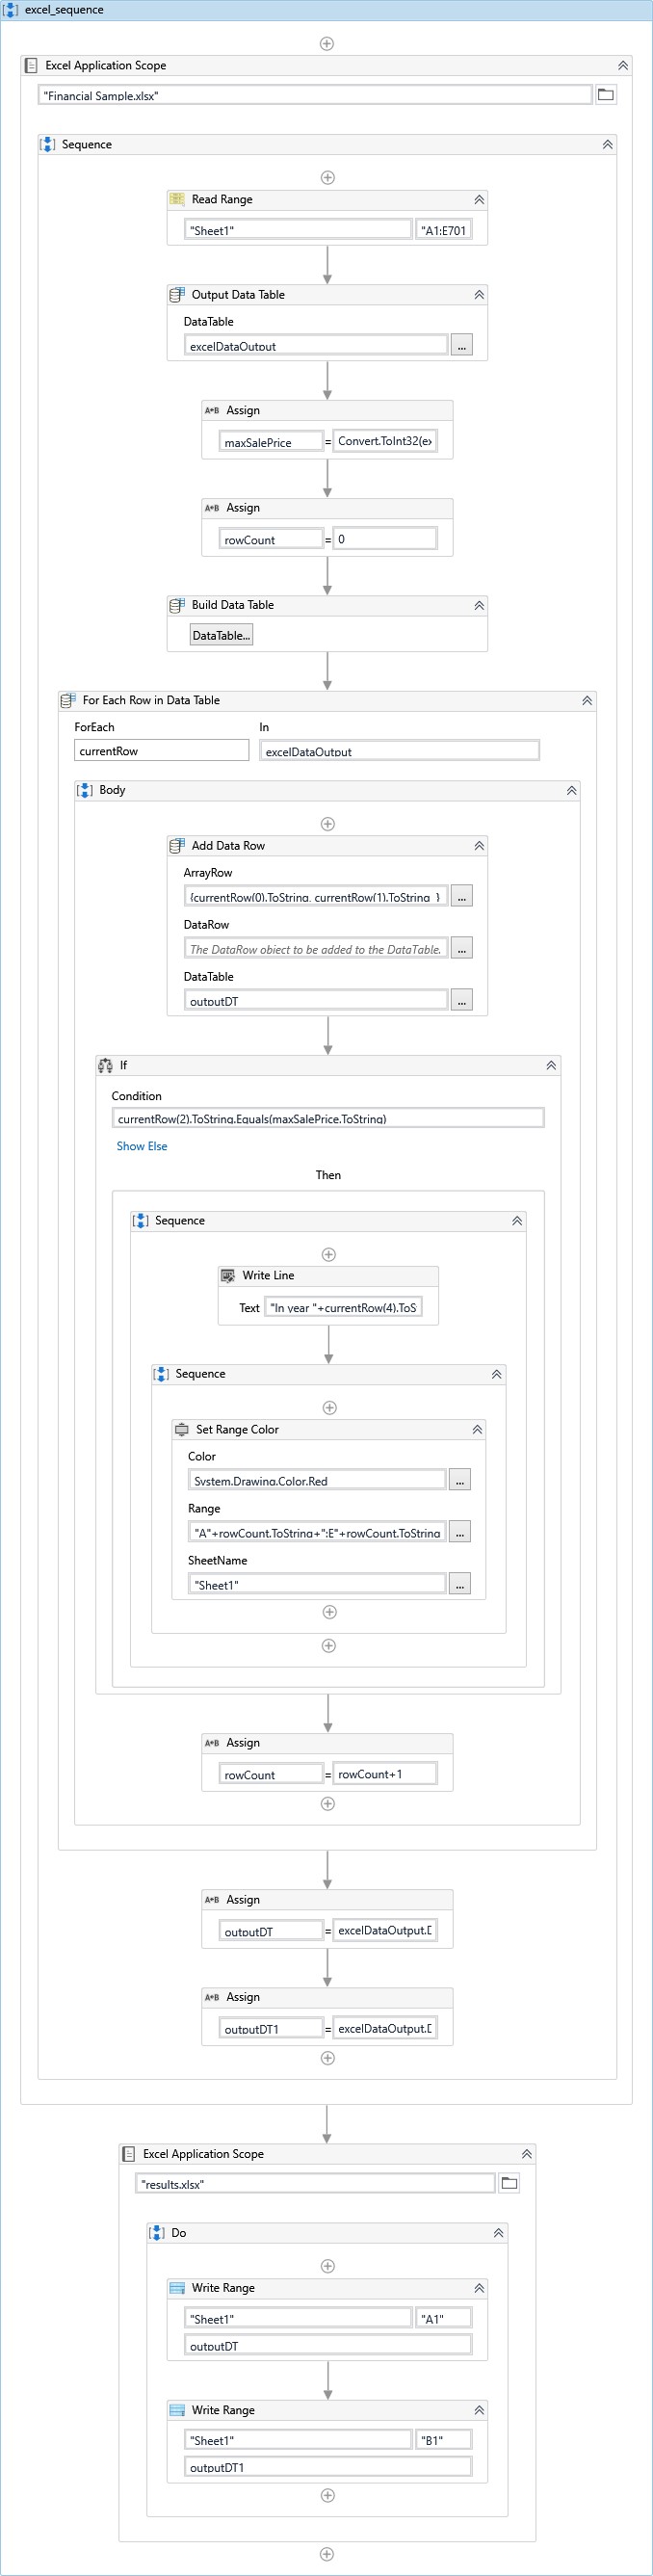 excel_sequence
Excel Application Scope
"Financial Sample.xlsx"
Sequence
Read Range
"Sheet1" "A1:E701
Output Data Table
DataTable
excelDataOutput
...
Assign
maxSalePrice = Convert.ToInt32(ex
Assign
rowCount = 0
Build Data Table
DataTable...
For Each Row in Data Table
ForEach In
currentRow excelDataOutput
Body
Add Data Row
ArrayRow
{currentRow(0).ToString, currentRow(1).ToString }
...
DataRow
The DataRow object to be added to the DataTable.
...
DataTable
outputDT
...
If
Condition
currentRow(2).ToString.Equals(maxSalePrice.ToString)
Show Else
Then
Sequence
Write Line
Text "In year "+currentRow(4).ToS
Sequence
Set Range Color
Color
System.Drawing.Color.Red
...
Range
"A"+rowCount.ToString+":E"+rowCount.ToString
...
SheetName
"Sheet1"
...
Assign
rowCount = rowCount+1
Assign
outputDT = excelDataOutput.D
Assign
outputDT1 = excelDataOutput.D
Excel Application Scope
"results.xlsx"
Do
Write Range
"Sheet1" "A1"
outputDT
Write Range
"Sheet1" "B1"
outputDT1